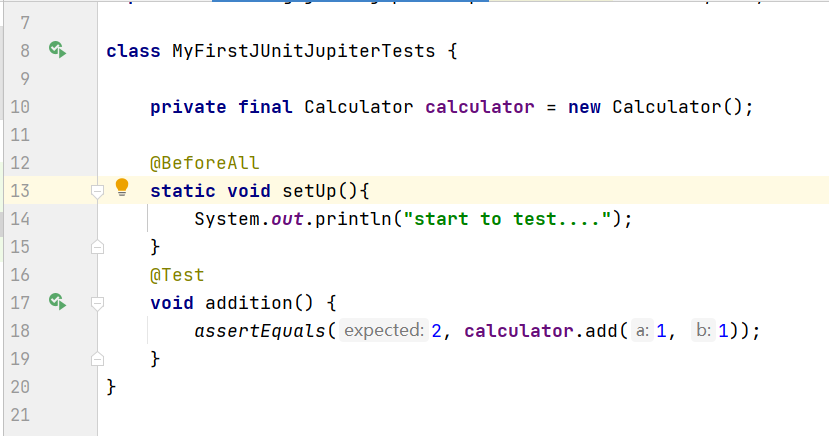 7
8 class MyFirstJUnitJupiterTests {
9
10 private final Calculator calculator = new Calculator();
11
12 @BeforeAll
13 static void setUp(){
14 System.out.println("start to test....");
15 }
16 @Test
17 void addition() {
18 assertEquals( expected: 2, calculator.add( a: 1, b: 1));
19 }
20 }
21